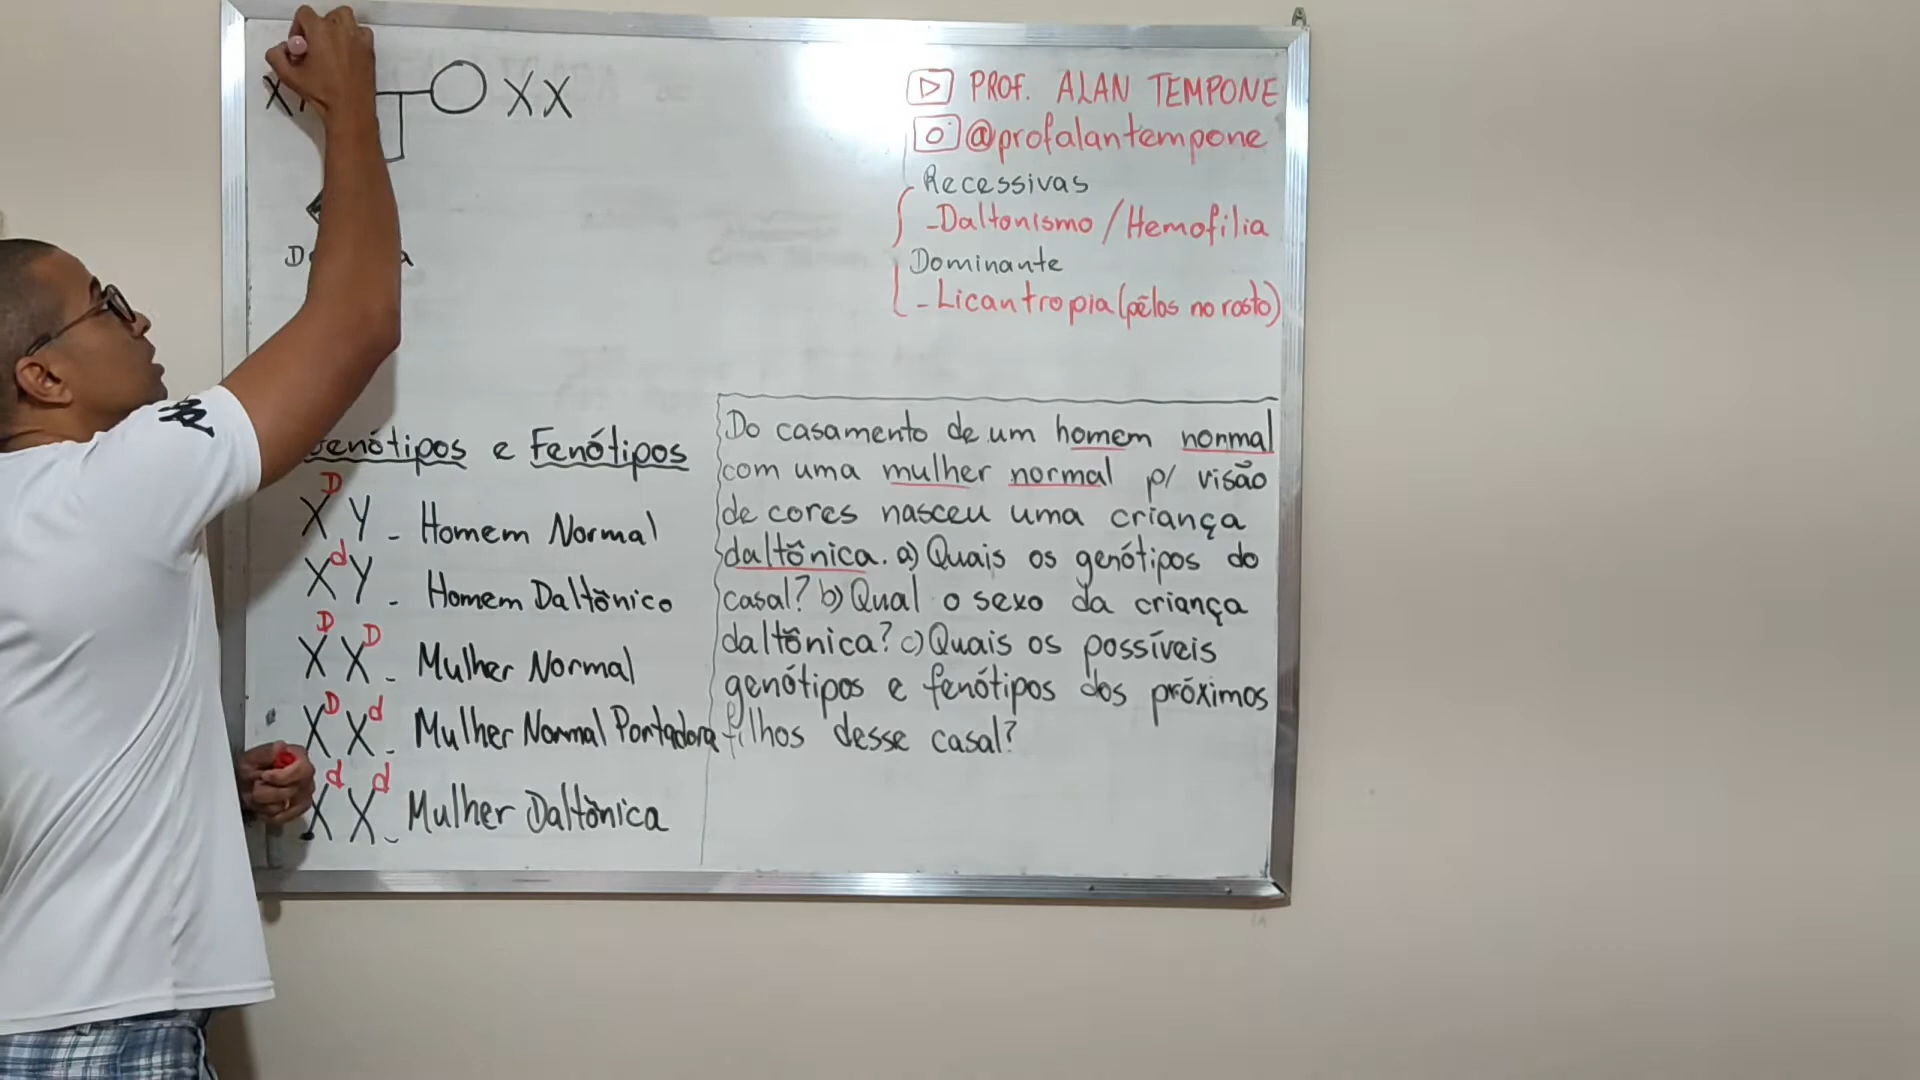 XX
PROF. ALAN TEMPONE
@profalantempone
Recessivas
- Daltonismo / Hemofilia
Dominante
- Licantropia (pêlos no rosto)
Genótipos e Fenótipos
X^D Y - Homem Normal
X^d Y - Homem Daltônico
X^D X^D - Mulher Normal
X^D X^d - Mulher Normal Portadora
X^d X^d - Mulher Daltônica
Do casamento de um homem normal
com uma mulher normal p/ visão
de cores nasceu uma criança
daltônica. a) Quais os genótipos do
casal? b) Qual o sexo da criança
daltônica? c) Quais os possíveis
genótipos e fenótipos dos próximos
filhos desse casal?